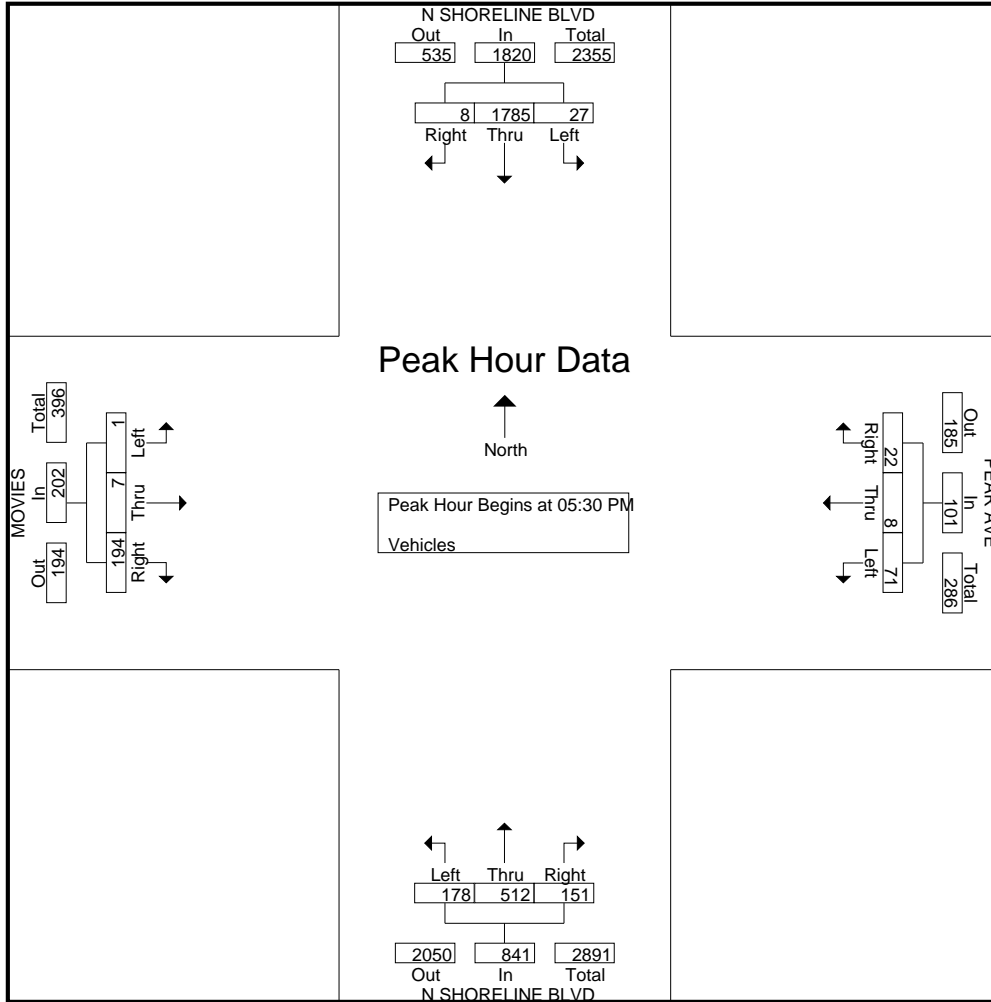 N SHORELINE BLVD
Out In Total
535 1820 2355
8 1785 27
Right Thru Left
Peak Hour Data
North
Peak Hour Begins at 05:30 PM
Vehicles
MOVIES
Out In Total
194 202 396
1 7 194
Left Thru Right
PEAR AVE
Out In Total
185 101 286
Right Thru Left
22 8 71
Left Thru Right
178 512 151
2050 841 2891
Out In Total
N SHORELINE BLVD